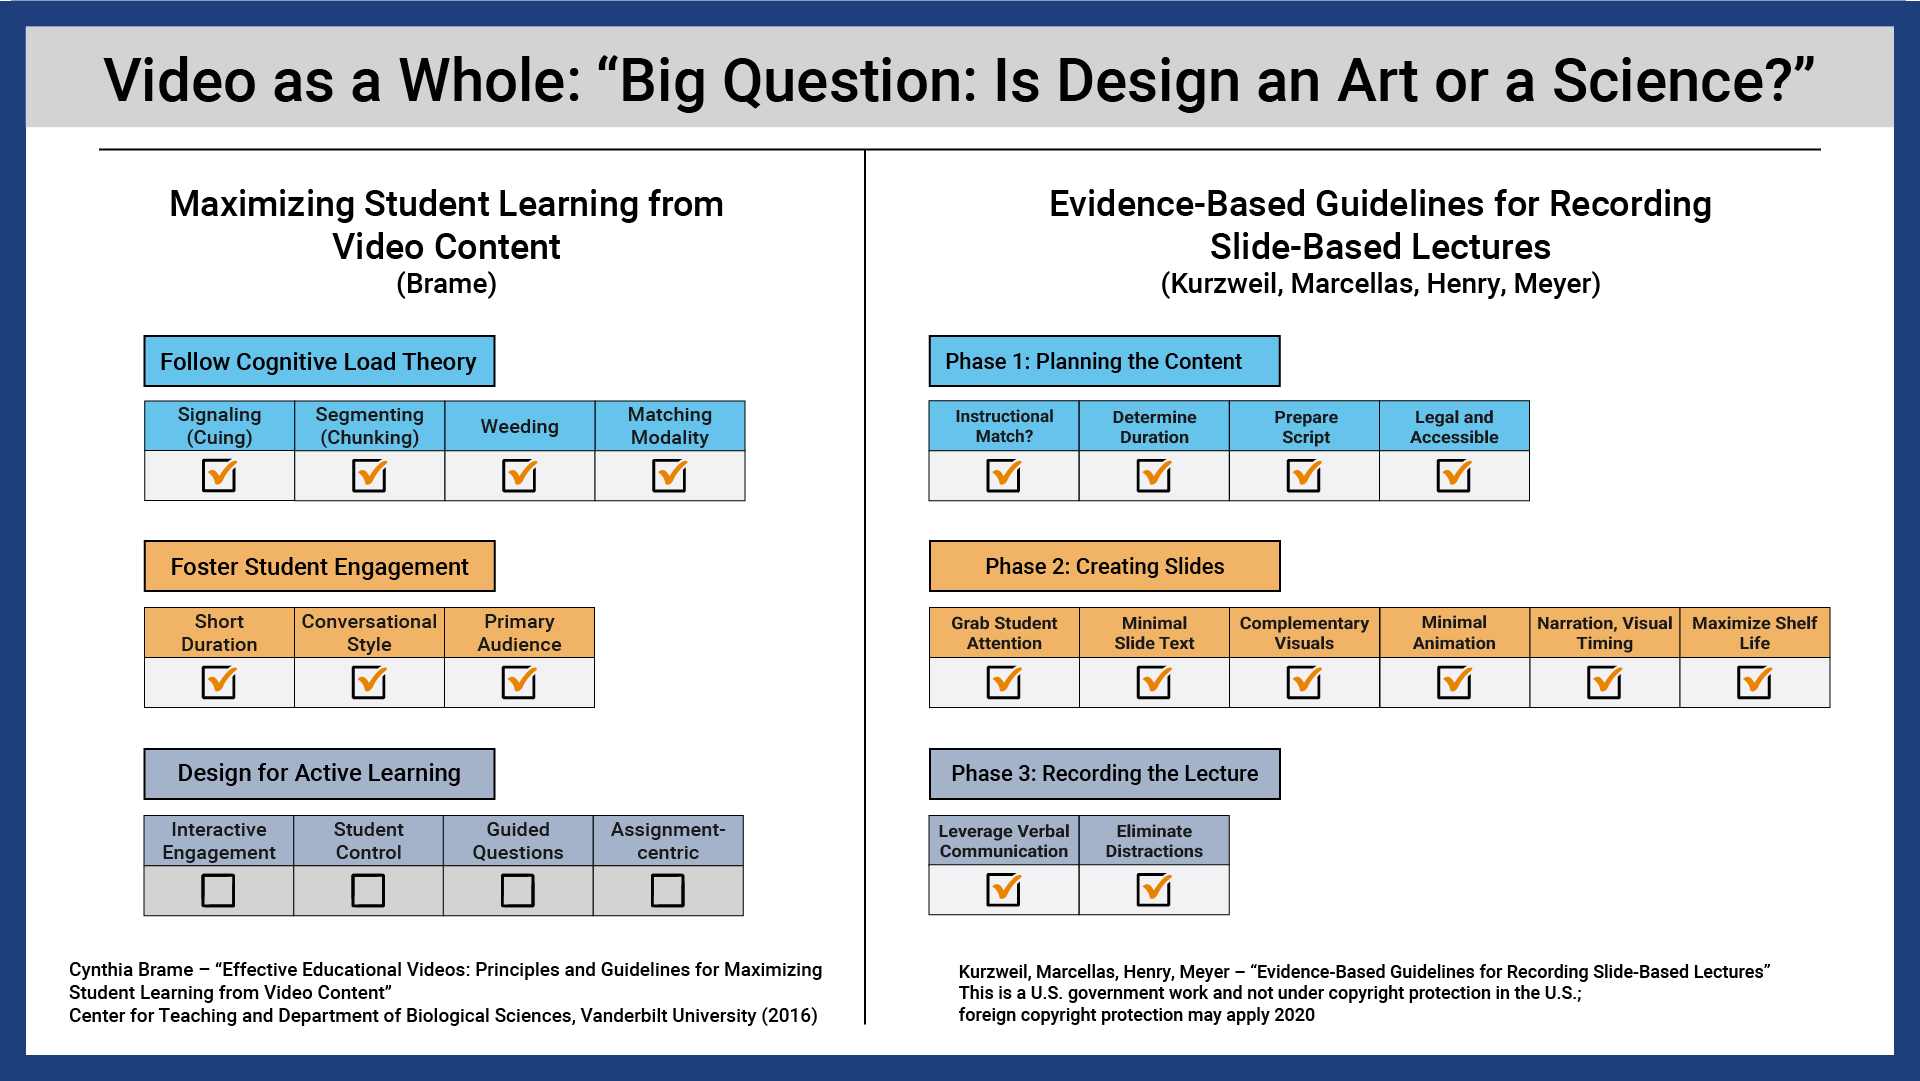 Video as a Whole: “Big Question: Is Design an Art or a Science?”
Maximizing Student Learning from
Video Content
(Brame)
Follow Cognitive Load Theory
Signaling
(Cuing)
Segmenting
(Chunking)
Weeding
Matching
Modality
Foster Student Engagement
Short
Duration
Conversational
Style
Primary
Audience
Design for Active Learning
Interactive
Engagement
Student
Control
Guided
Questions
Assignment-
centric
Cynthia Brame – “Effective Educational Videos: Principles and Guidelines for Maximizing
Student Learning from Video Content”
Center for Teaching and Department of Biological Sciences, Vanderbilt University (2016)
Evidence-Based Guidelines for Recording
Slide-Based Lectures
(Kurzweil, Marcellas, Henry, Meyer)
Phase 1: Planning the Content
Instructional
Match?
Determine
Duration
Prepare
Script
Legal and
Accessible
Phase 2: Creating Slides
Grab Student
Attention
Minimal
Slide Text
Complementary
Visuals
Minimal
Animation
Narration, Visual
Timing
Maximize Shelf
Life
Phase 3: Recording the Lecture
Leverage Verbal
Communication
Eliminate
Distractions
Kurzweil, Marcellas, Henry, Meyer – “Evidence-Based Guidelines for Recording Slide-Based Lectures”
This is a U.S. government work and not under copyright protection in the U.S.;
foreign copyright protection may apply 2020